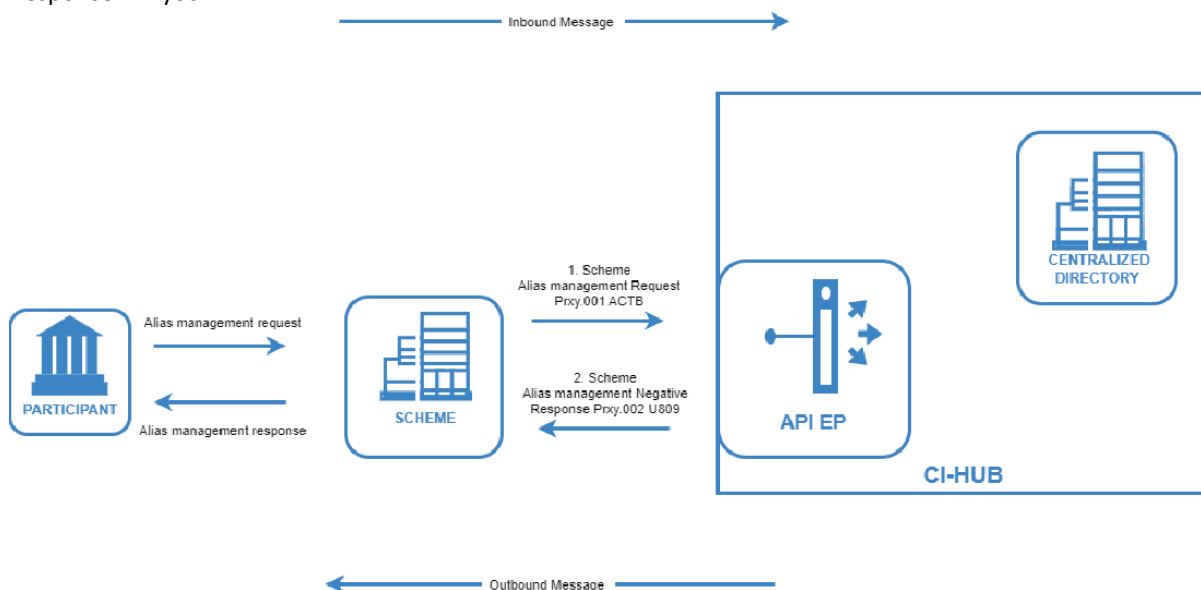 Inbound Message
CENTRALIZED
DIRECTORY
1. Scheme
Alias management Request
Prxy.001 ACTB
Alias management request
PARTICIPANT
Alias management response
SCHEME
2. Scheme
Alias management Negative
Response Prxy.002 U809
API EP
CI-HUB
Outbound Message